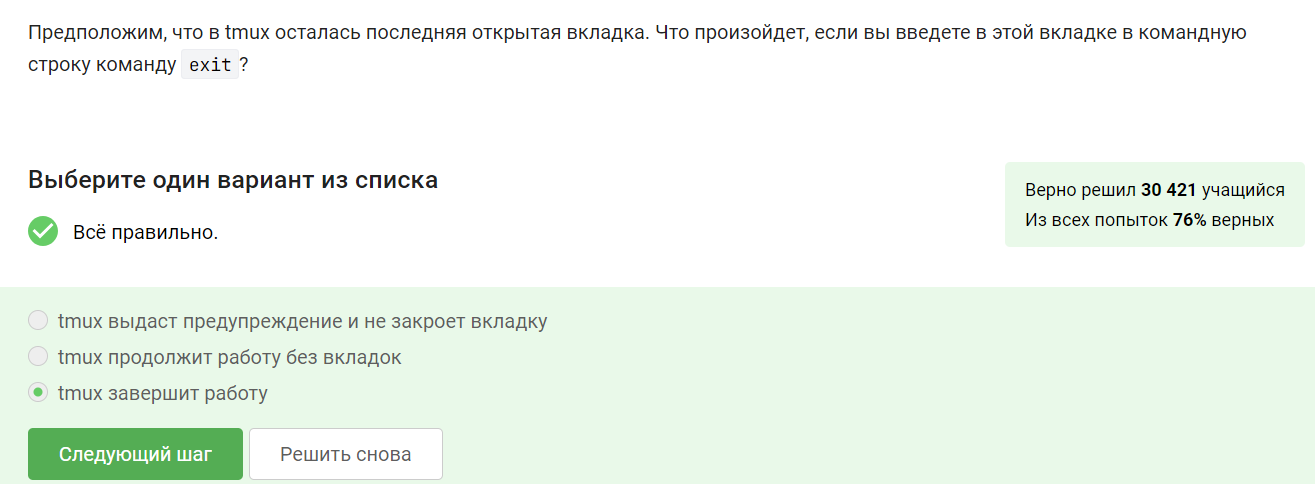 Предположим, что в tmux осталась последняя открытая вкладка. Что произойдет, если вы введете в этой вкладке в командную
строку команду exit?
Выберите один вариант из списка
Всё правильно.
Верно решил 30 421 учащийся
Из всех попыток 76% верных
tmux выдаст предупреждение и не закроет вкладку
tmux продолжит работу без вкладок
tmux завершит работу
Следующий шаг
Решить снова